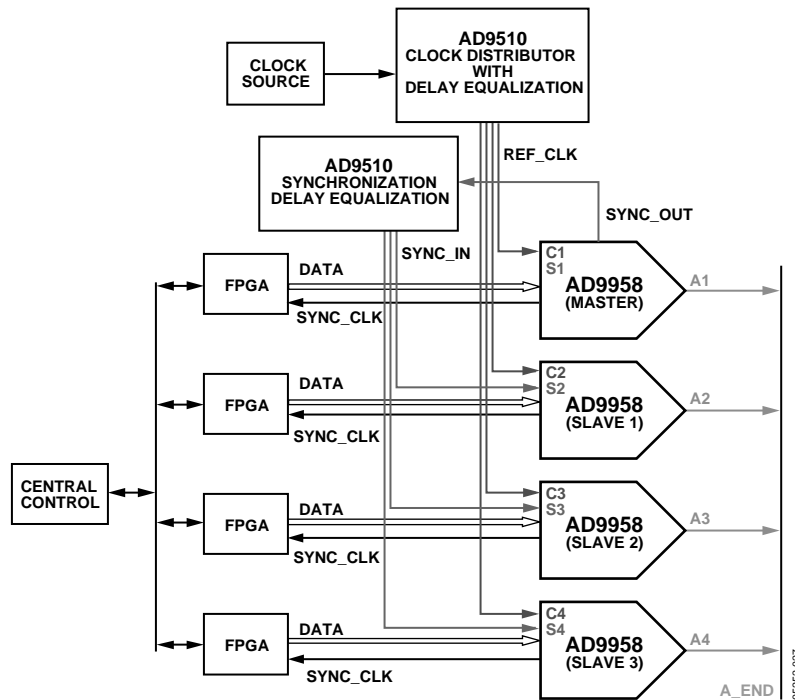 AD9510
CLOCK DISTRIBUTOR
WITH
DELAY EQUALIZATION
CLOCK
SOURCE
REF_CLK
AD9510
SYNCHRONIZATION
DELAY EQUALIZATION
SYNC_OUT
SYNC_IN
FPGA
DATA
SYNC_CLK
C1
S1
AD9958
(MASTER)
A1
FPGA
DATA
SYNC_CLK
C2
S2
AD9958
(SLAVE 1)
A2
CENTRAL
CONTROL
FPGA
DATA
SYNC_CLK
C3
S3
AD9958
(SLAVE 2)
A3
FPGA
DATA
SYNC_CLK
C4
S4
AD9958
(SLAVE 3)
A4
A_END